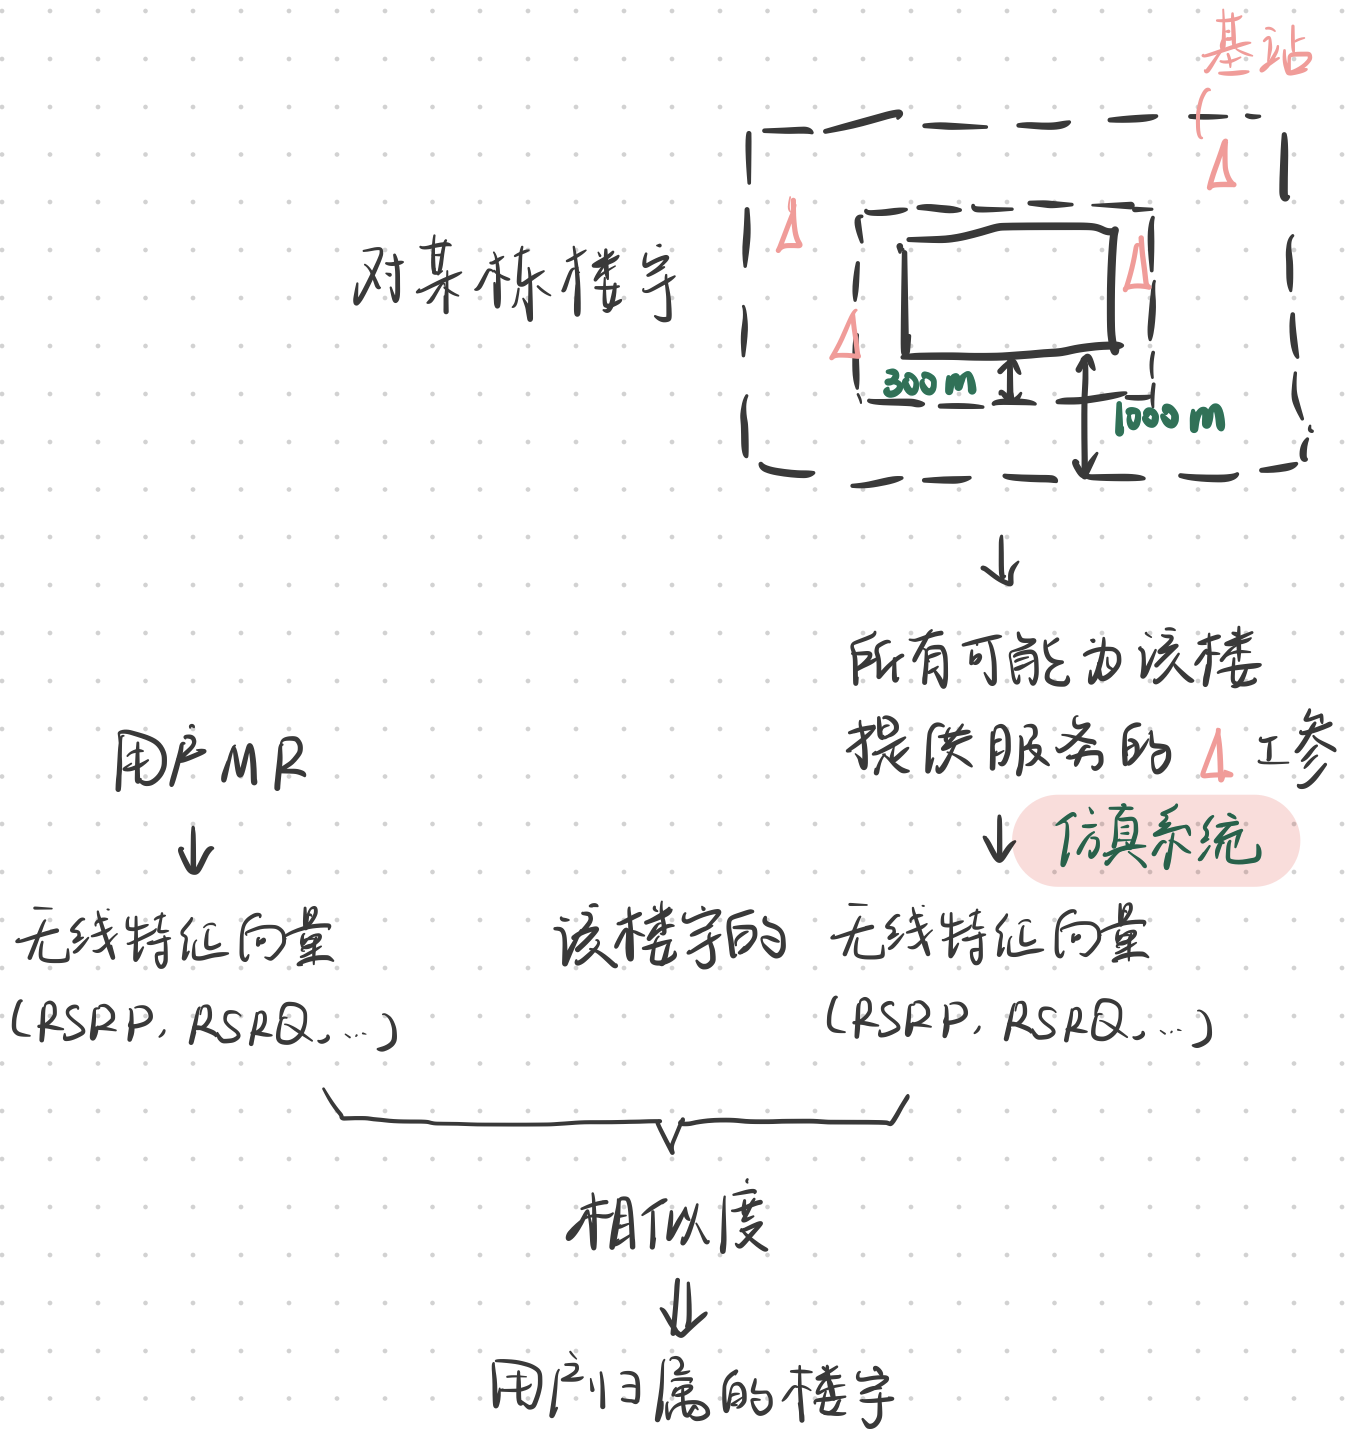 基站
对某栋楼宇
300m
1000m
所有可能为该楼
提供服务的 工参
仿真系统
用户MR
无线特征向量
(RSRP, RSRQ, ...)
该楼宇的 无线特征向量
(RSRP, RSRQ, ...)
相似度
用户归属的楼宇